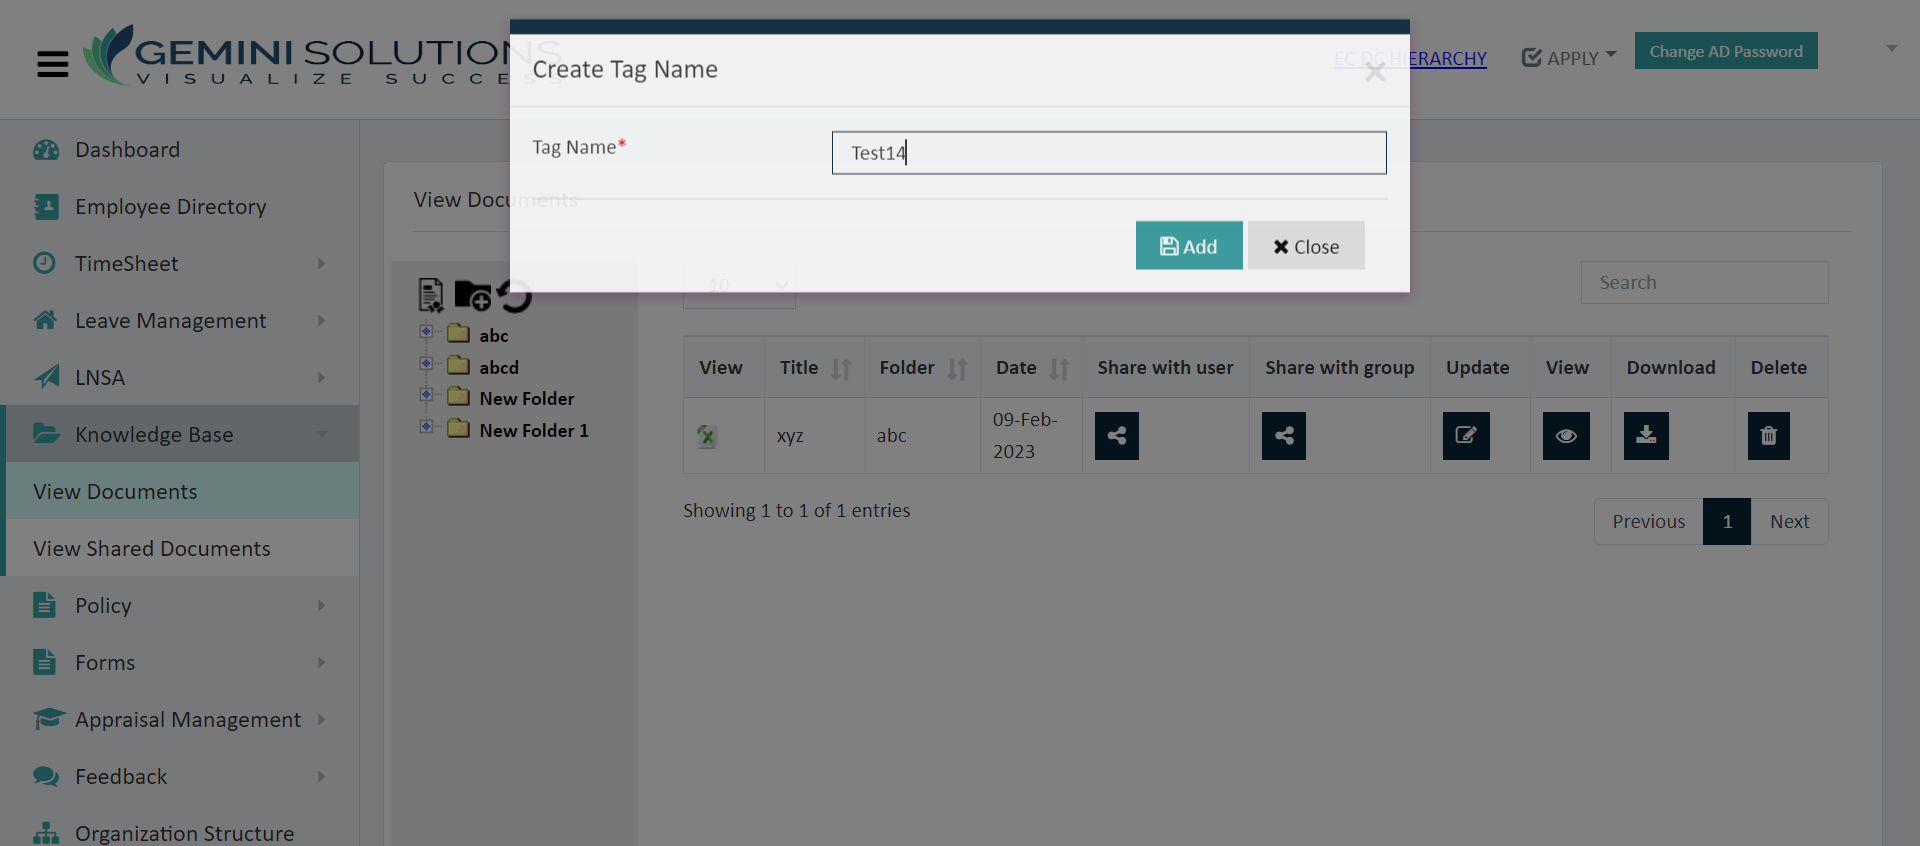 GEMINI SOLUTIONS
VISUALIZE SUCCESS
EC DC HIERARCHY
APPLY
Change AD Password
Create Tag Name
Tag Name*
Test14
Add
Close
Dashboard
Employee Directory
TimeSheet
Leave Management
LNSA
Knowledge Base
View Documents
View Shared Documents
Policy
Forms
Appraisal Management
Feedback
Organization Structure
View Documents
abc
abcd
New Folder
New Folder 1
10
Search
View Title Folder Date Share with user Share with group Update View Download Delete
xyz abc 09-Feb-
2023
Showing 1 to 1 of 1 entries
Previous 1 Next